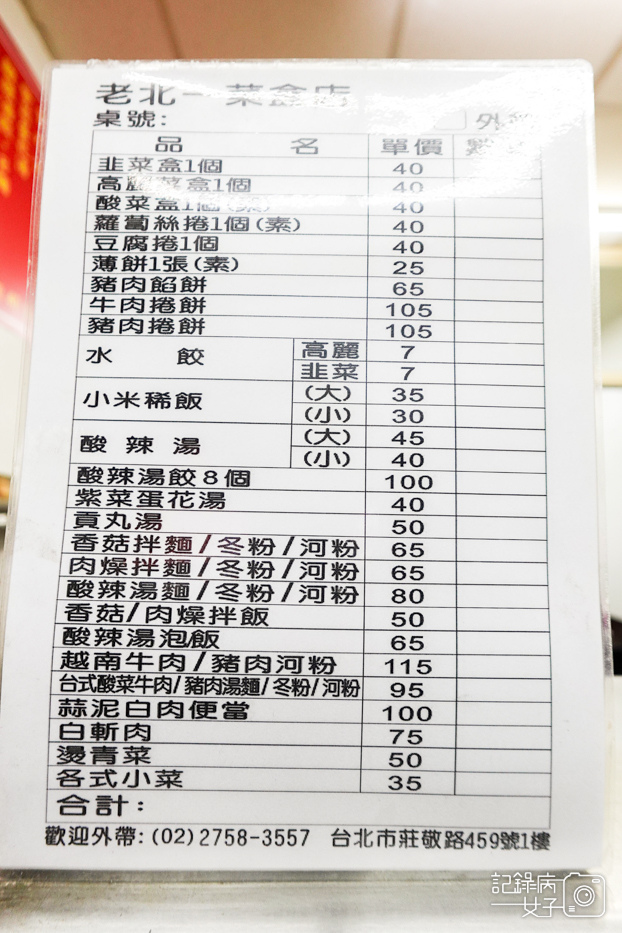 老北一菜盒店
桌號： 外帶
品 名 單價 數量
韭菜盒1個 40
高麗菜盒1個 40
酸菜盒1個(素) 40
蘿蔔絲捲1個(素) 40
豆腐捲1個 40
薄餅1張(素) 25
豬肉餡餅 65
牛肉捲餅 105
豬肉捲餅 105
水 餃 高麗 7
韭菜 7
小米稀飯 (大) 35
(小) 30
酸辣湯 (大) 45
(小) 40
酸辣湯餃8個 100
紫菜蛋花湯 40
貢丸湯 50
香菇拌麵/冬粉/河粉 65
肉燥拌麵/冬粉/河粉 65
酸辣湯麵/冬粉/河粉 80
香菇/肉燥拌飯 50
酸辣湯泡飯 65
越南牛肉/豬肉河粉 115
台式酸菜牛肉/豬肉湯麵/冬粉/河粉 95
蒜泥白肉便當 100
白斬肉 75
燙青菜 50
各式小菜 35
合計：
歡迎外帶:(02)2758-3557 台北市莊敬路459號1樓
記錄病
女子